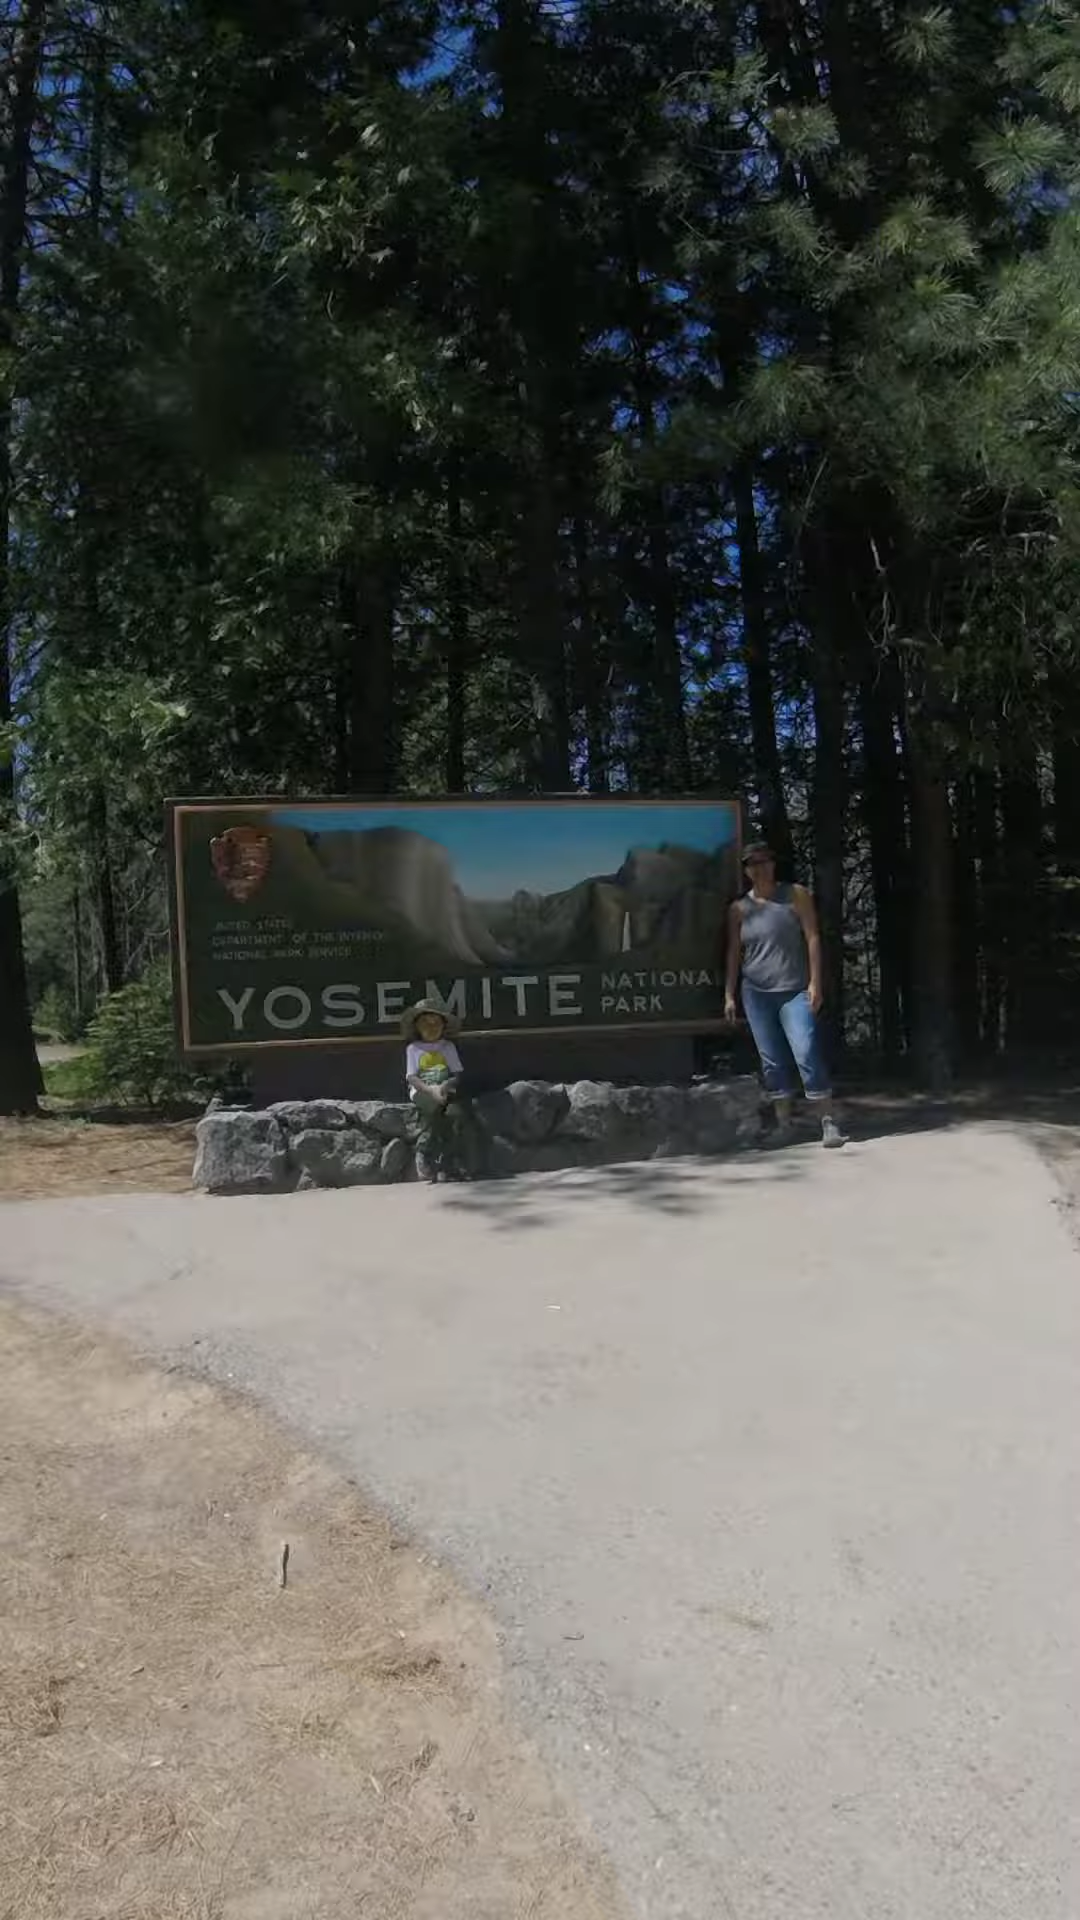 UNITED STATES
DEPARTMENT OF THE INTERIOR
NATIONAL PARK SERVICE
YOSEMITE NATIONAL
PARK